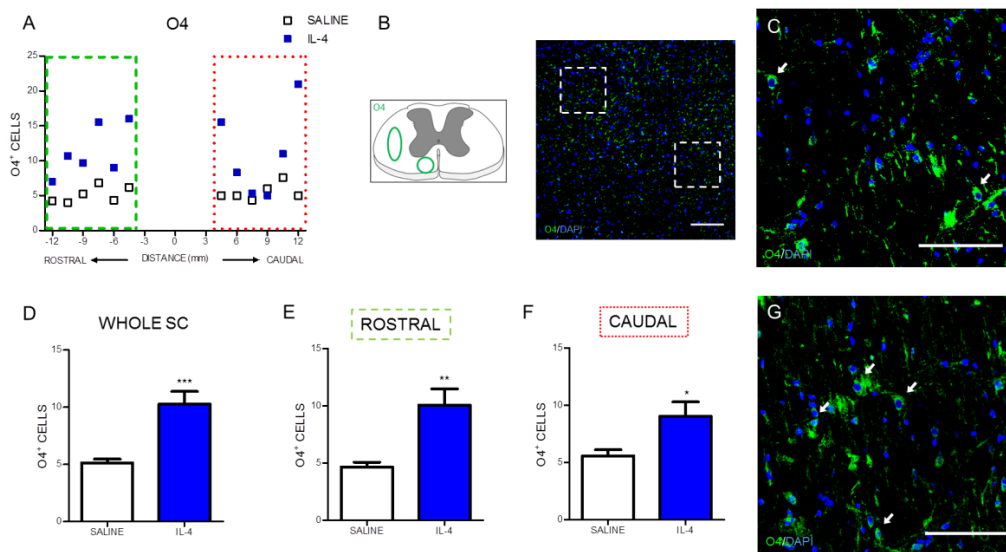 A
O4
SALINE
IL-4
O4+ CELLS
25
20
15
10
5
0
-12 -9 -6 -3 0 3 6 9 12
ROSTRAL DISTANCE (mm) CAUDAL
B
O4
O4/DAPI
C
O4/DAPI
D
WHOLE SC
O4+ CELLS
15
10
5
0
***
SALINE IL-4
E
ROSTRAL
O4+ CELLS
15
10
5
0
**
SALINE IL-4
F
CAUDAL
O4+ CELLS
15
10
5
0
*
SALINE IL-4
G
O4/DAPI